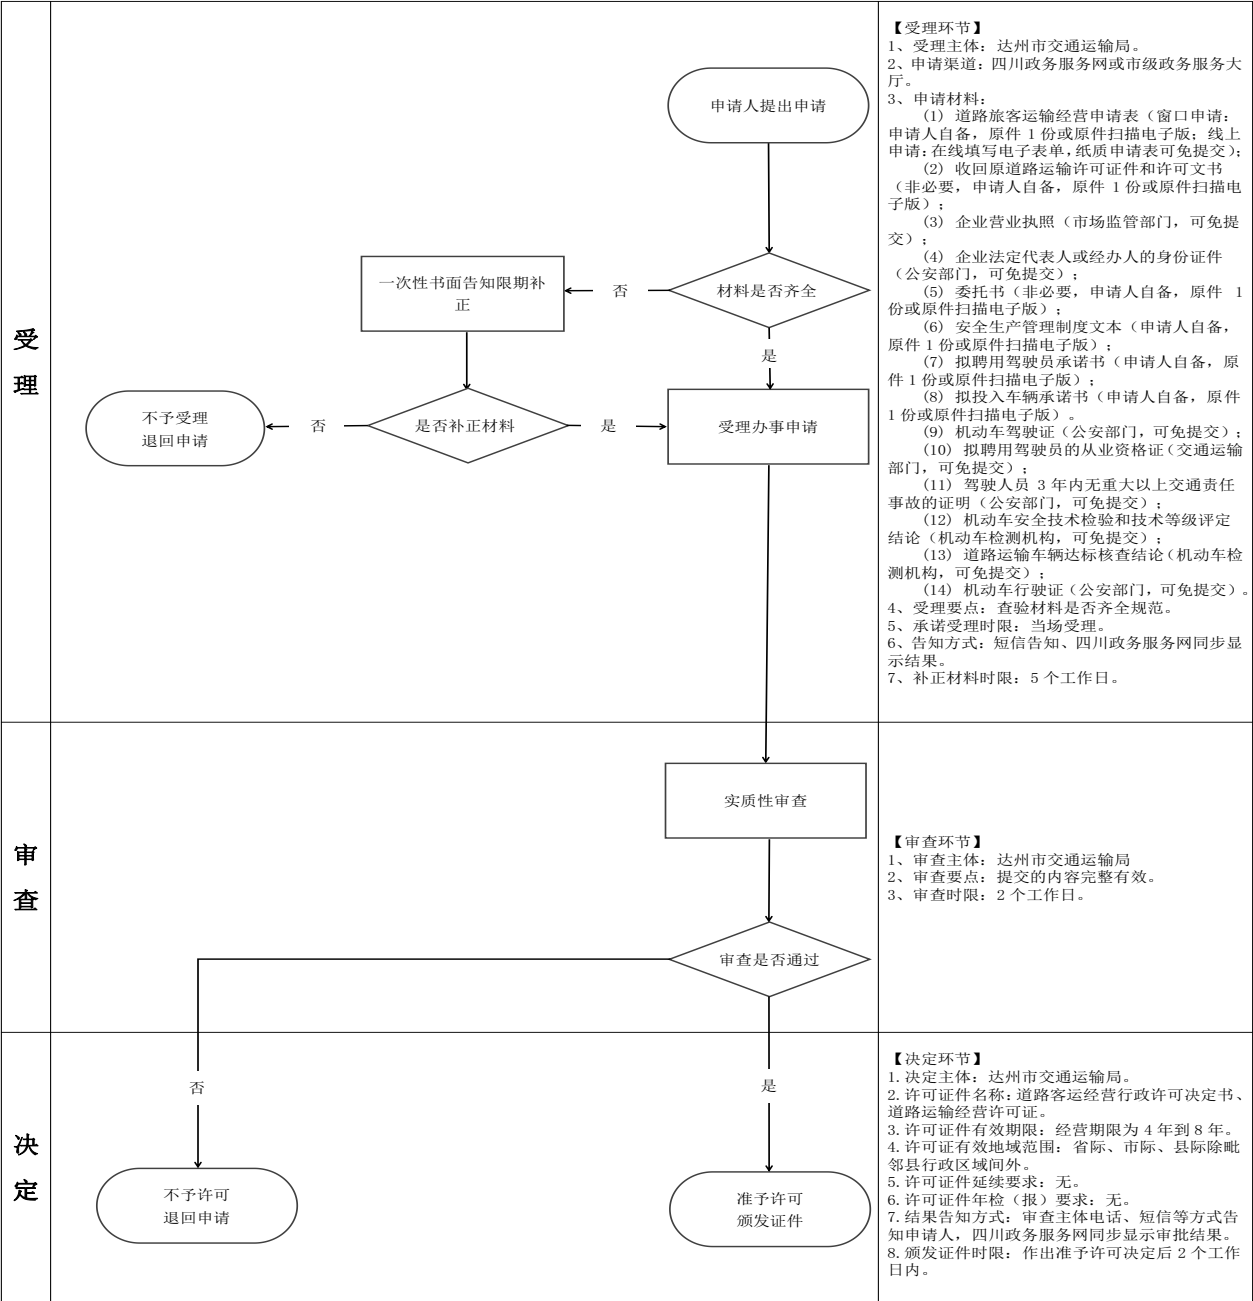 受
理
申请人提出申请
材料是否齐全
否
一次性书面告知限期补
正
是
是否补正材料
否
不予受理
退回申请
是
受理办事申请
【受理环节】
1、受理主体：达州市交通运输局。
2、申请渠道：四川政务服务网或市级政务服务大
厅。
3、申请材料：
(1) 道路旅客运输经营申请表（窗口申请：
申请人自备，原件 1 份或原件扫描电子版；线上
申请：在线填写电子表单，纸质申请表可免提交）；
(2) 收回原道路运输许可证件和许可文书
（非必要，申请人自备，原件 1 份或原件扫描电
子版）；
(3) 企业营业执照（市场监管部门，可免提
交）；
(4) 企业法定代表人或经办人的身份证件
（公安部门，可免提交）；
(5) 委托书（非必要，申请人自备，原件 1
份或原件扫描电子版）；
(6) 安全生产管理制度文本（申请人自备，
原件 1 份或原件扫描电子版）；
(7) 拟聘用驾驶员承诺书（申请人自备，原
件 1 份或原件扫描电子版）；
(8) 拟投入车辆承诺书（申请人自备，原件
1 份或原件扫描电子版）。
(9) 机动车驾驶证（公安部门，可免提交）；
(10) 拟聘用驾驶员的从业资格证（交通运输
部门，可免提交）；
(11) 驾驶人员 3 年内无重大以上交通责任
事故的证明（公安部门，可免提交）；
(12) 机动车安全技术检验和技术等级评定
结论（机动车检测机构，可免提交）；
(13) 道路运输车辆达标核查结论（机动车检
测机构，可免提交）；
(14) 机动车行驶证（公安部门，可免提交）。
4、受理要点：查验材料是否齐全规范。
5、承诺受理时限：当场受理。
6、告知方式：短信告知、四川政务服务网同步显
示结果。
7、补正材料时限：5 个工作日。
审
查
实质性审查
审查是否通过
【审查环节】
1、审查主体：达州市交通运输局
2、审查要点：提交的内容完整有效。
3、审查时限：2 个工作日。
决
定
否
是
不予许可
退回申请
准予许可
颁发证件
【决定环节】
1.决定主体：达州市交通运输局。
2.许可证件名称：道路客运经营行政许可决定书、
道路运输经营许可证。
3.许可证件有效期限：经营期限为 4 年到 8 年。
4.许可证有效地域范围：省际、市际、县际除毗
邻县行政区域间外。
5.许可证件延续要求：无。
6.许可证件年检（报）要求：无。
7.结果告知方式：审查主体电话、短信等方式告
知申请人，四川政务服务网同步显示审批结果。
8.颁发证件时限：作出准予许可决定后 2 个工作
日内。